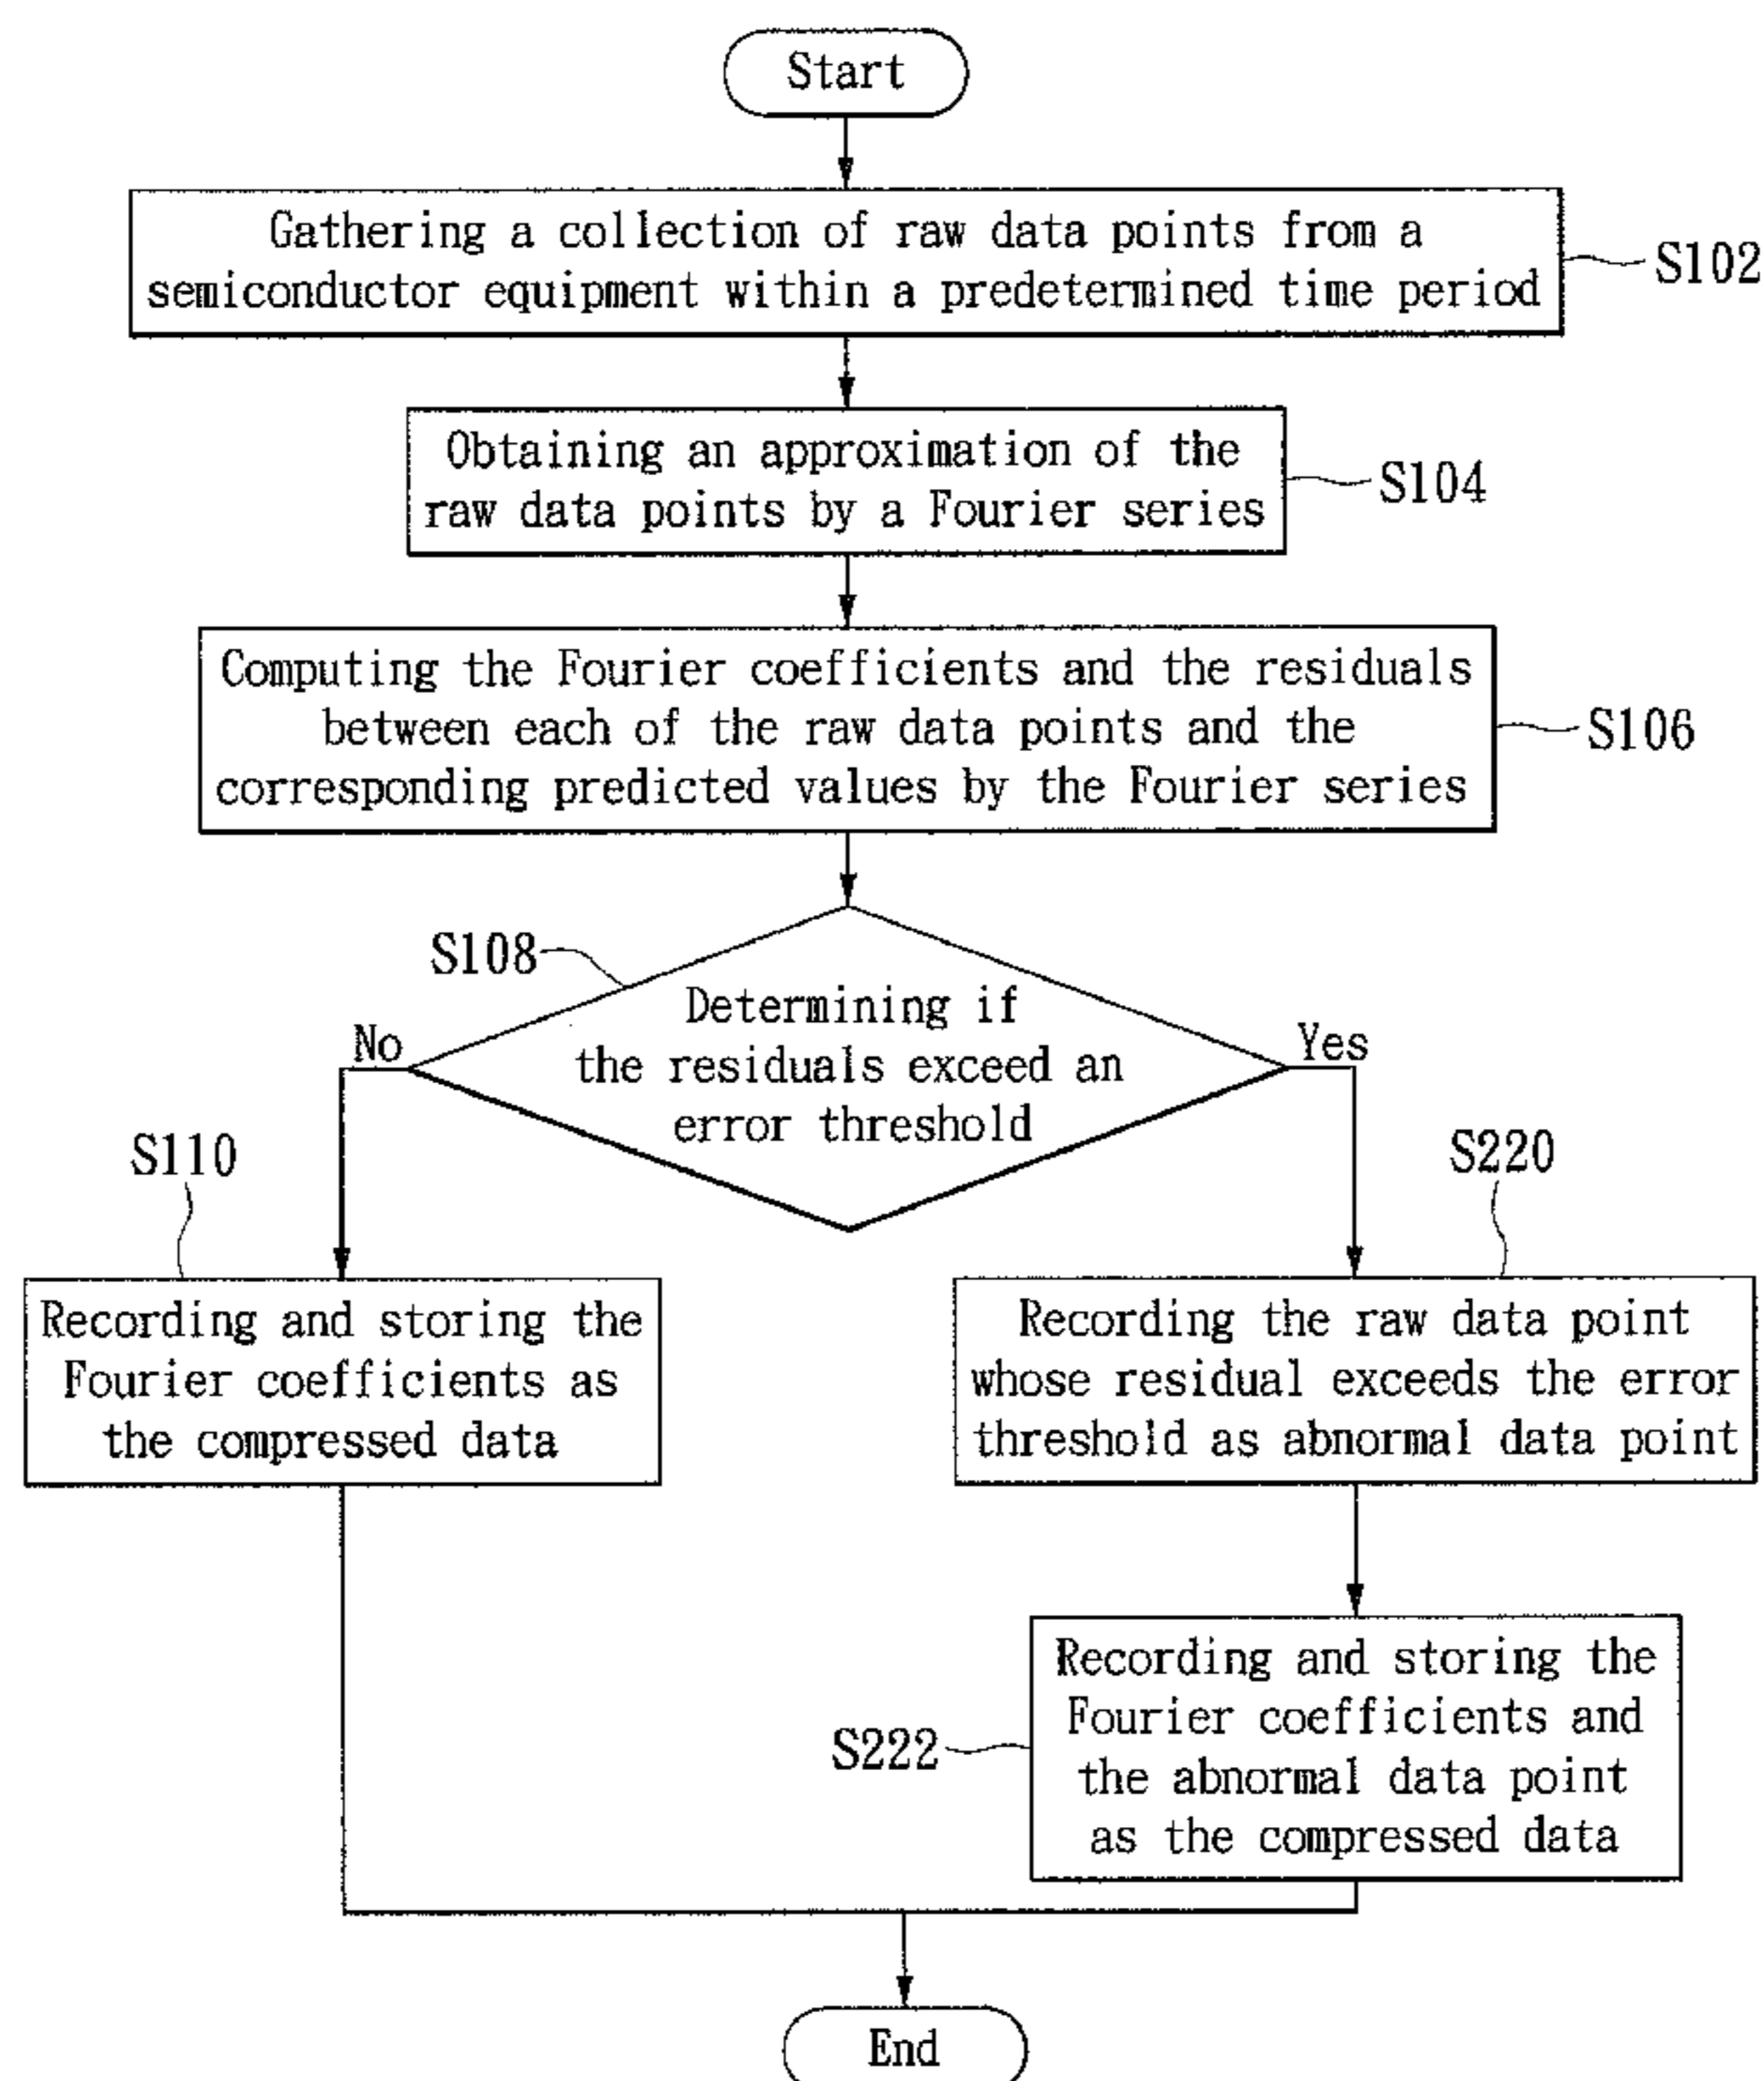 Start
Gathering a collection of raw data points from a
semiconductor equipment within a predetermined time period
S102
Obtaining an approximation of the
raw data points by a Fourier series
S104
Computing the Fourier coefficients and the residuals
between each of the raw data points and the
corresponding predicted values by the Fourier series
S106
S108
Determining if
the residuals exceed an
error threshold
No
Yes
S110
Recording and storing the
Fourier coefficients as
the compressed data
S220
Recording the raw data point
whose residual exceeds the error
threshold as abnormal data point
S222
Recording and storing the
Fourier coefficients and
the abnormal data point
as the compressed data
End